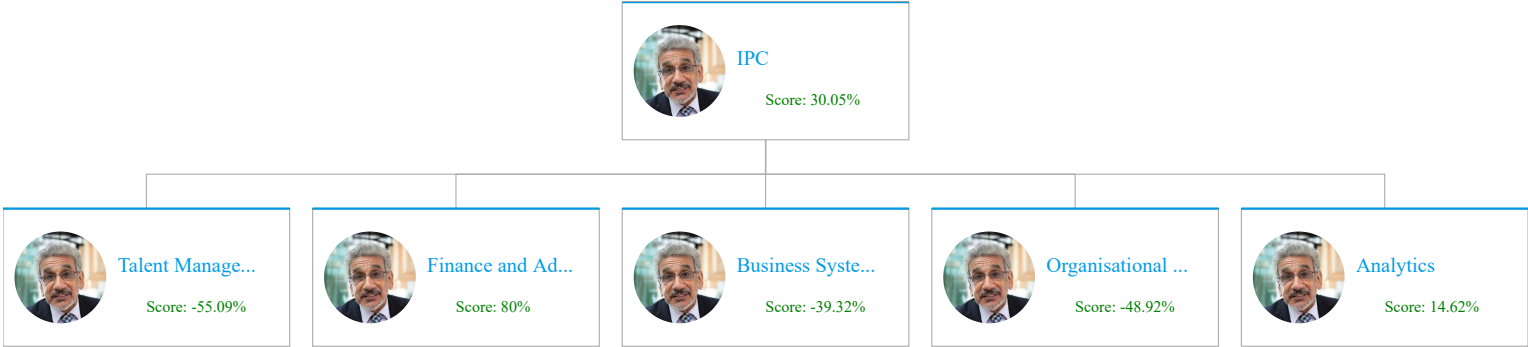 IPC
Score: 30.05%
Talent Manage...
Score: -55.09%
Finance and Ad...
Score: 80%
Business Syste...
Score: -39.32%
Organisational ...
Score: -48.92%
Analytics
Score: 14.62%